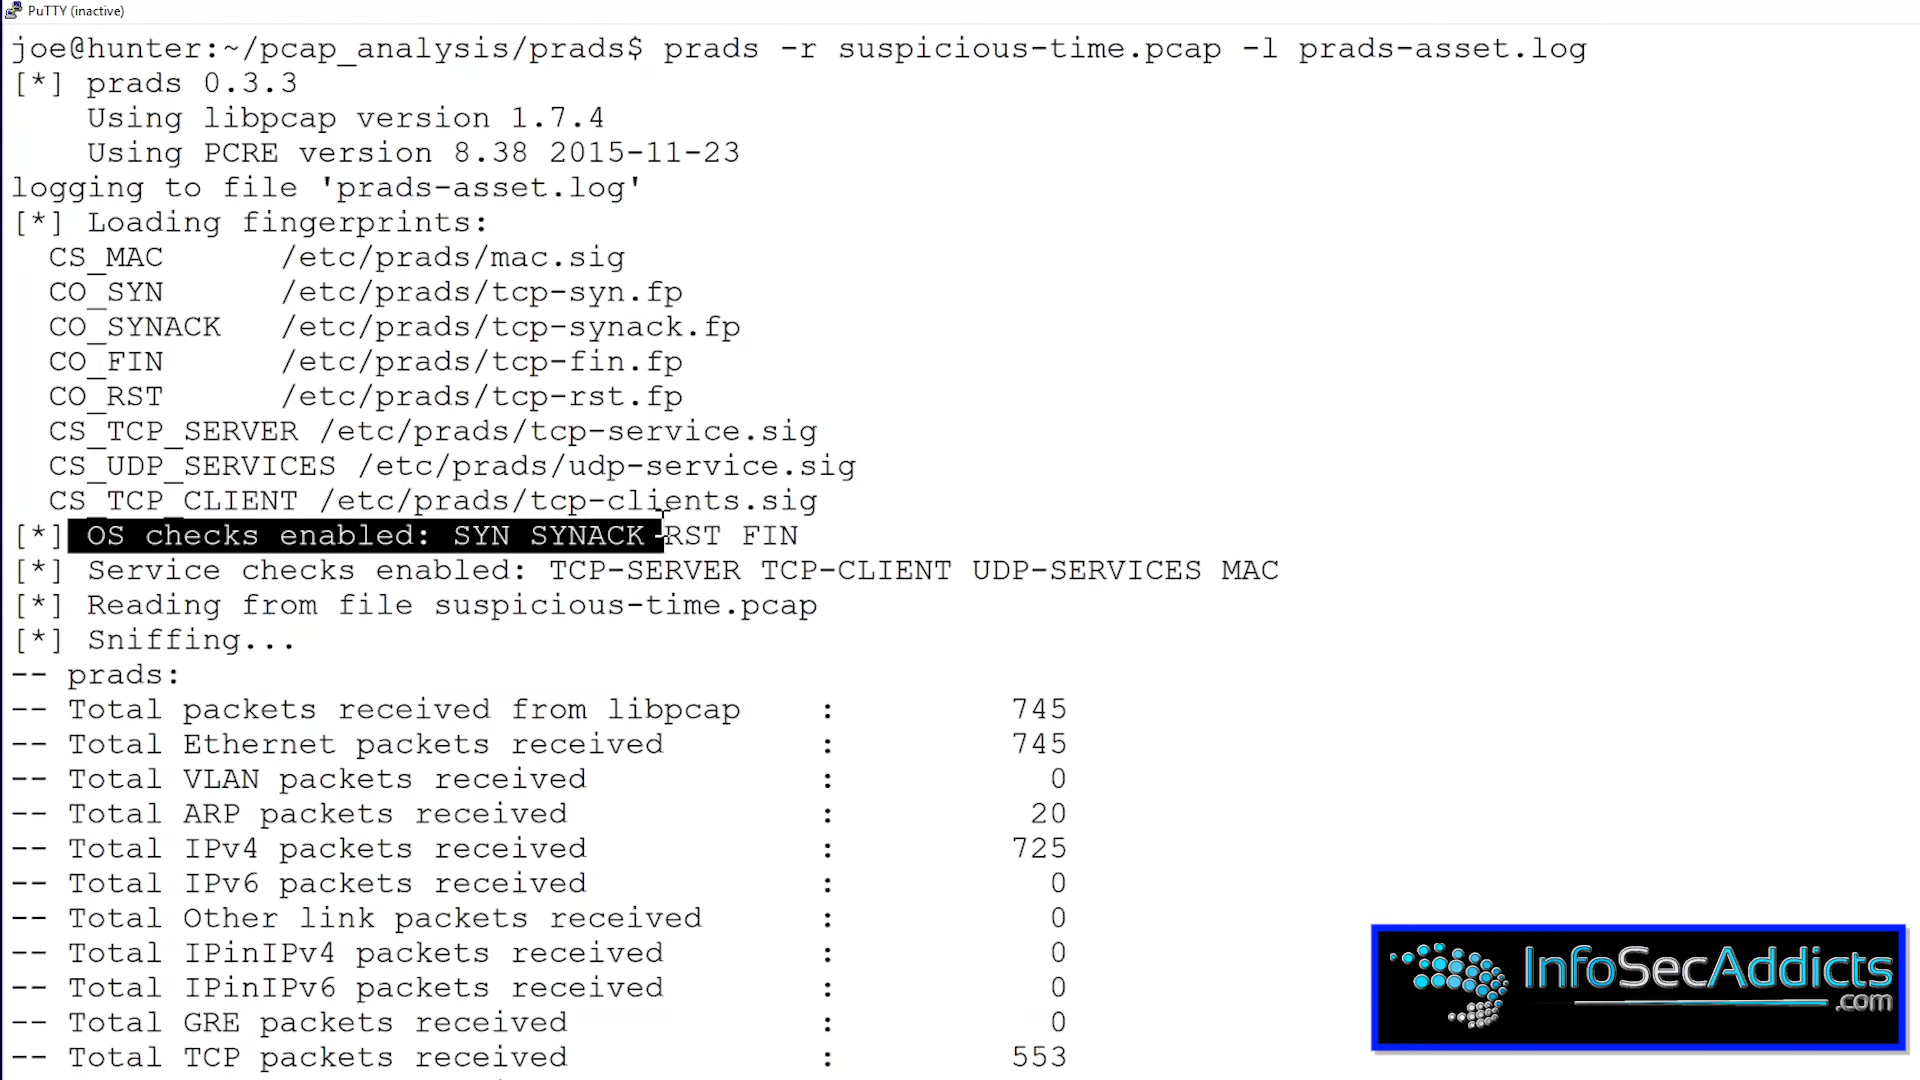 PuTTY (inactive)
joe@hunter:~/pcap_analysis/prads$ prads -r suspicious-time.pcap -l prads-asset.log
[*] prads 0.3.3
Using libpcap version 1.7.4
Using PCRE version 8.38 2015-11-23
logging to file 'prads-asset.log'
[*] Loading fingerprints:
CS_MAC /etc/prads/mac.sig
CO_SYN /etc/prads/tcp-syn.fp
CO_SYNACK /etc/prads/tcp-synack.fp
CO_FIN /etc/prads/tcp-fin.fp
CO_RST /etc/prads/tcp-rst.fp
CS_TCP_SERVER /etc/prads/tcp-service.sig
CS_UDP_SERVICES /etc/prads/udp-service.sig
CS_TCP_CLIENT /etc/prads/tcp-clients.sig
[*] OS checks enabled: SYN SYNACK RST FIN
[*] Service checks enabled: TCP-SERVER TCP-CLIENT UDP-SERVICES MAC
[*] Reading from file suspicious-time.pcap
[*] Sniffing...
-- prads:
-- Total packets received from libpcap : 745
-- Total Ethernet packets received : 745
-- Total VLAN packets received : 0
-- Total ARP packets received : 20
-- Total IPv4 packets received : 725
-- Total IPv6 packets received : 0
-- Total Other link packets received : 0
-- Total IPinIPv4 packets received : 0
-- Total IPinIPv6 packets received : 0
-- Total GRE packets received : 0
-- Total TCP packets received : 553
InfoSecAddicts
.com